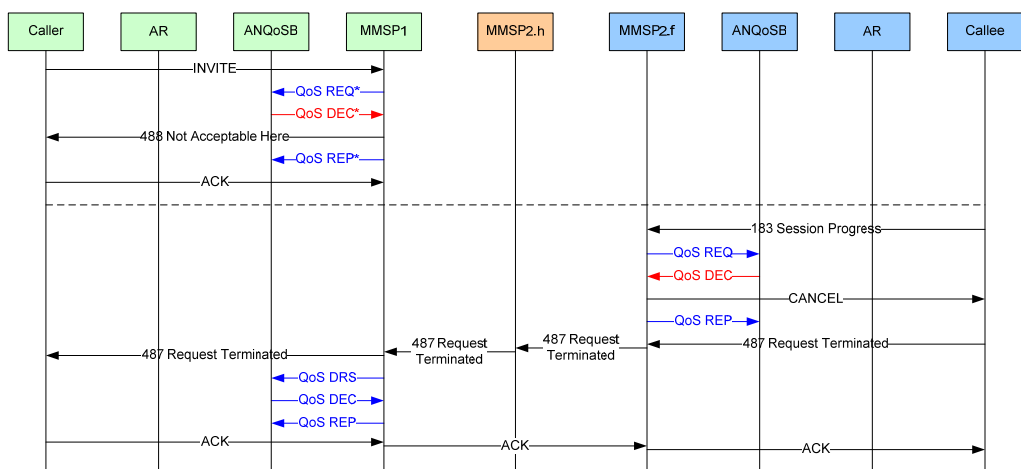 Caller
AR
ANQoSB
MMSP1
MMSP2.h
MMSP2.f
ANQoSB
AR
Callee
INVITE
QoS REQ*
QoS DEC*
488 Not Acceptable Here
QoS REP*
ACK
183 Session Progress
QoS REQ
QoS DEC
CANCEL
QoS REP
487 Request Terminated
487 Request
Terminated
487 Request
Terminated
487 Request Terminated
QoS DRS
QoS DEC
QoS REP
ACK
ACK
ACK